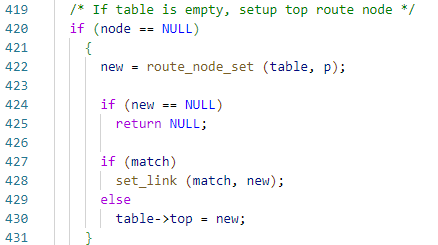 419 /* If table is empty, setup top route node */
420 if (node == NULL)
421 {
422 new = route_node_set (table, p);
423
424 if (new == NULL)
425 return NULL;
426
427 if (match)
428 set_link (match, new);
429 else
430 table->top = new;
431 }